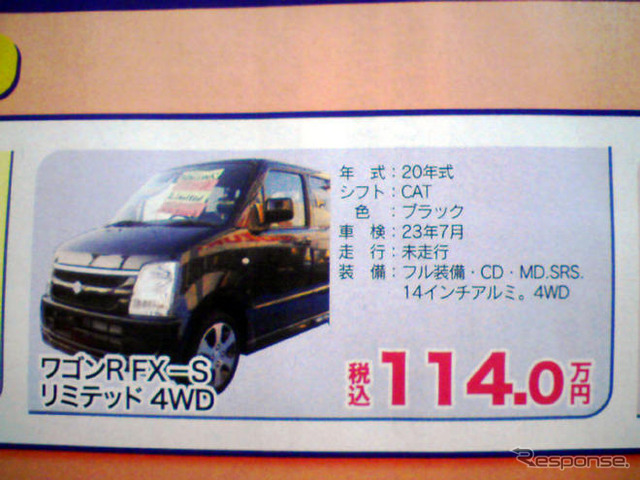 年 式：20年式
シフト：CAT
色 ：ブラック
車 検：23年7月
走 行：未走行
装 備：フル装備・CD・MD.SRS.
14インチアルミ。4WD
ワゴンR FX=S
リミテッド 4WD
税込114.0万円
Response.